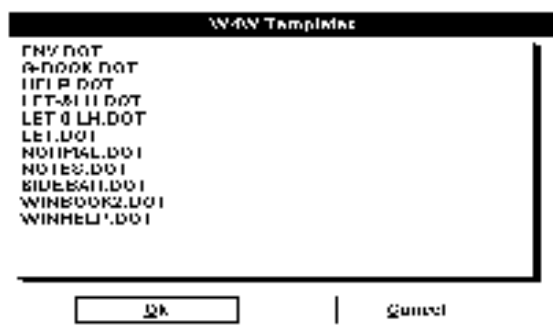 W4W Templates
ENV.DOT
HELP.DOT
LET.DOT
NORMAL.DOT
NOTES.DOT
SIDEBAR.DOT
WINBOOK2.DOT
WINHELP.DOT
Ok
Cancel